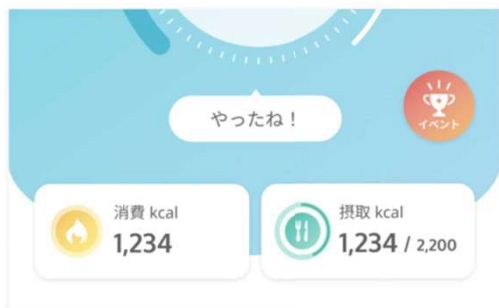 やったね！
イベント
消費 kcal
1,234
摂取 kcal
1,234 / 2,200